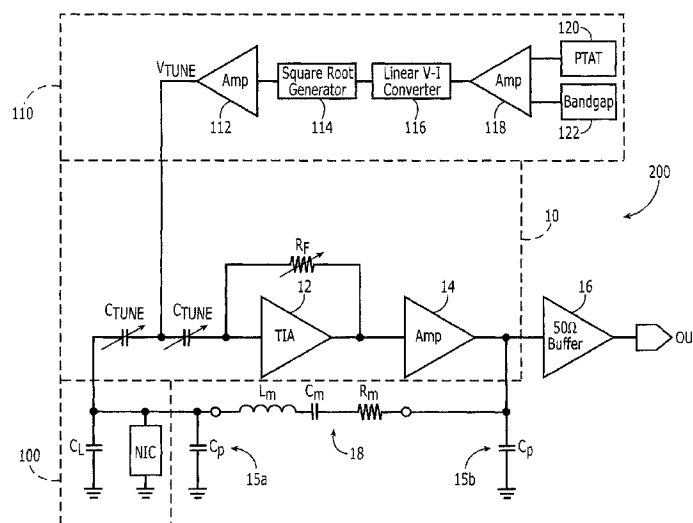 120
PTAT
V_TUNE
Amp
Square Root
Generator
Linear V-I
Converter
Amp
Bandgap
110
112
114
116
118
122
200
10
R_F
12
14
16
C_TUNE
C_TUNE
TIA
Amp
50Ω
Buffer
OU
L_m
C_m
R_m
100
C_L
NIC
C_p
15a
18
15b
C_p